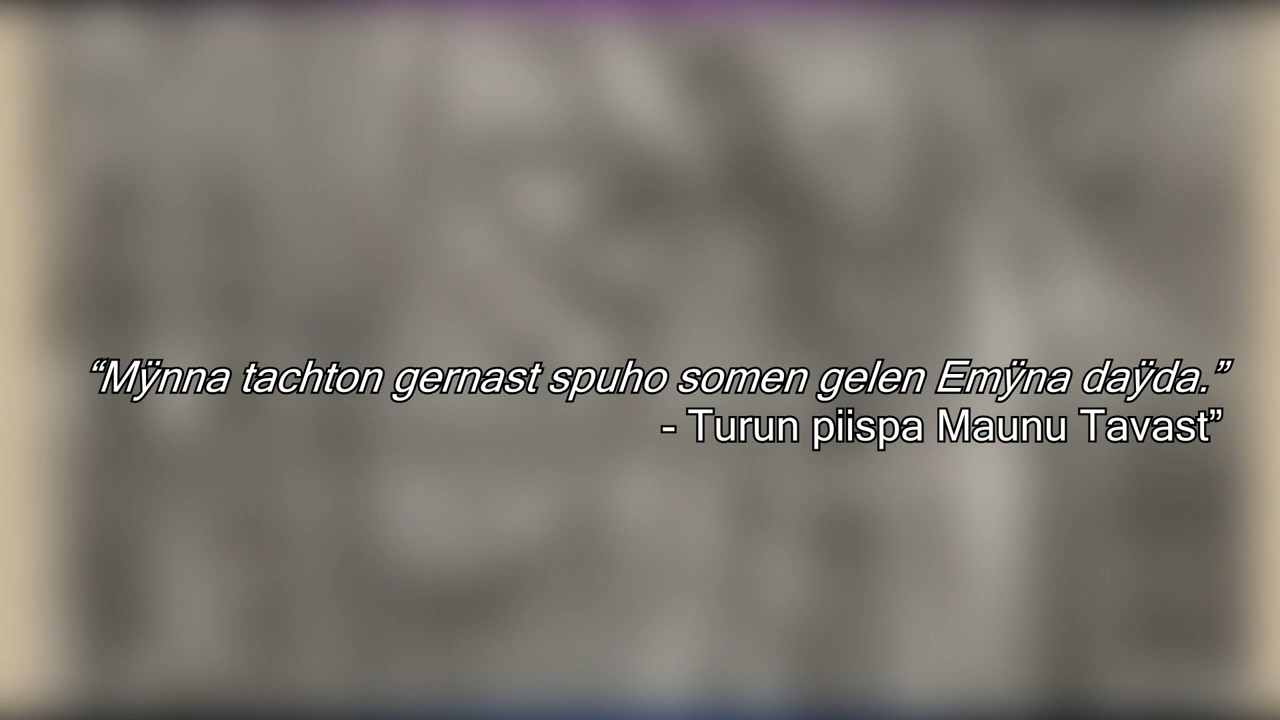 “Mÿnna tachton gernast spuho somen gelen Emÿna daÿda.”
- Turun piispa Maunu Tavast”